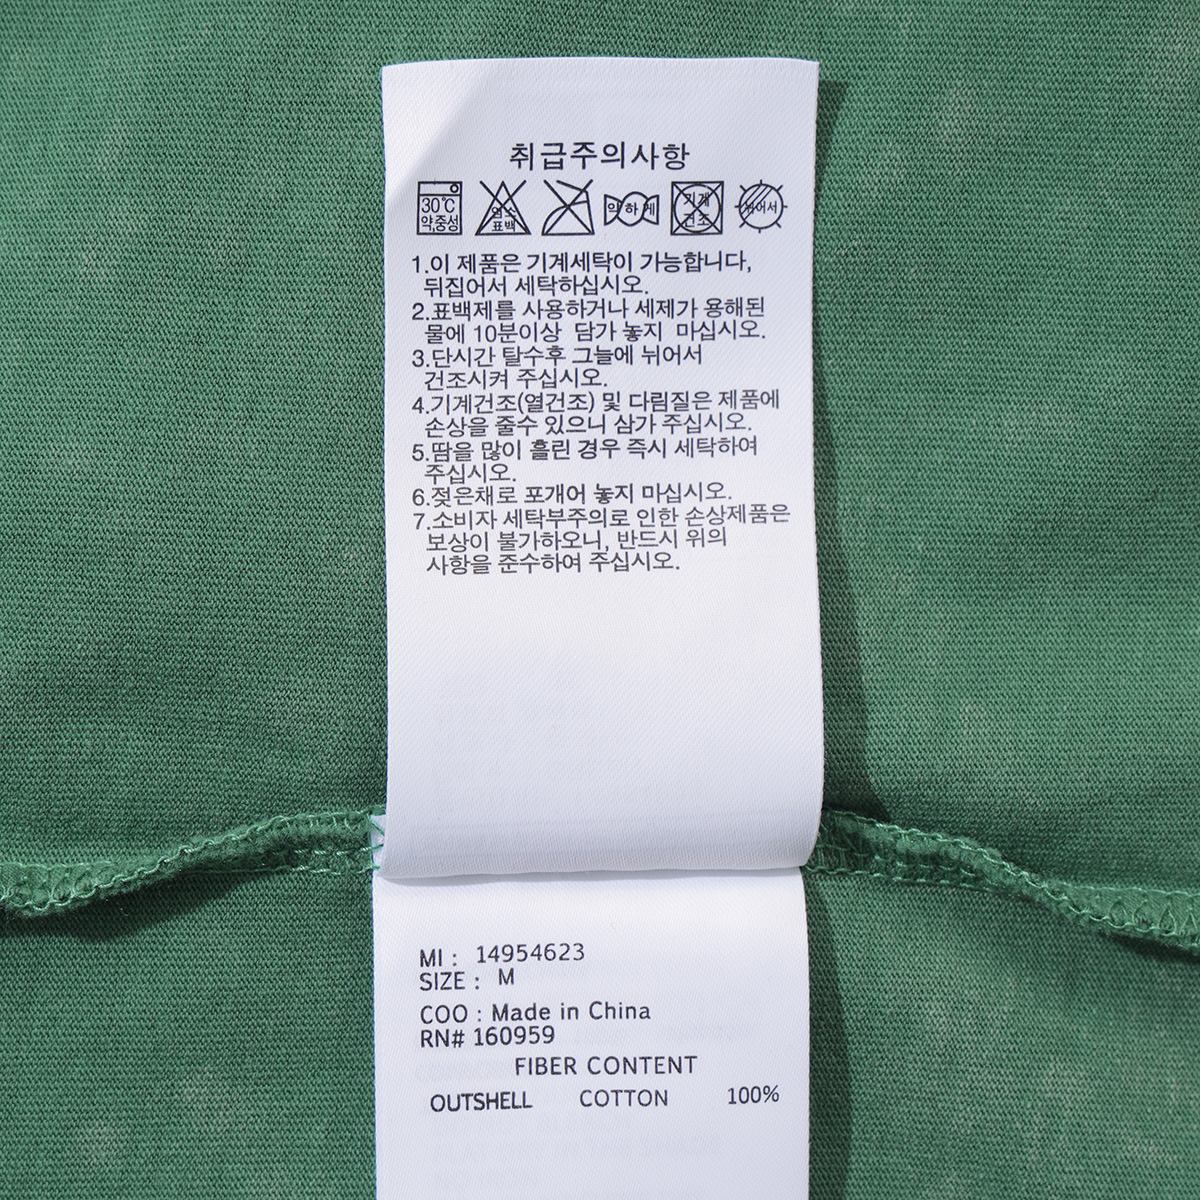 취급주의사항
30℃
약,중성
염소
표백
약하게
기계
건조
뉘어서
1.이 제품은 기계세탁이 가능합니다,
뒤집어서 세탁하십시오.
2.표백제를 사용하거나 세제가 용해된
물에 10분이상 담가 놓지 마십시오.
3.단시간 탈수후 그늘에 뉘어서
건조시켜 주십시오.
4.기계건조(열건조) 및 다림질은 제품에
손상을 줄수 있으니 삼가 주십시오.
5.땀을 많이 흘린 경우 즉시 세탁하여
주십시오.
6.젖은채로 포개어 놓지 마십시오.
7.소비자 세탁부주의로 인한 손상제품은
보상이 불가하오니, 반드시 위의
사항을 준수하여 주십시오.
MI : 14954623
SIZE : M
COO : Made in China
RN# 160959
FIBER CONTENT
OUTSHELL COTTON 100%